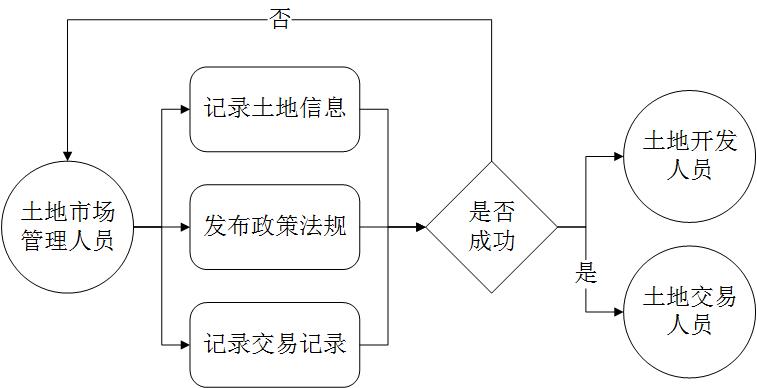 否
记录土地信息
土地市场
管理人员
发布政策法规
记录交易记录
是否
成功
是
土地开发
人员
土地交易
人员